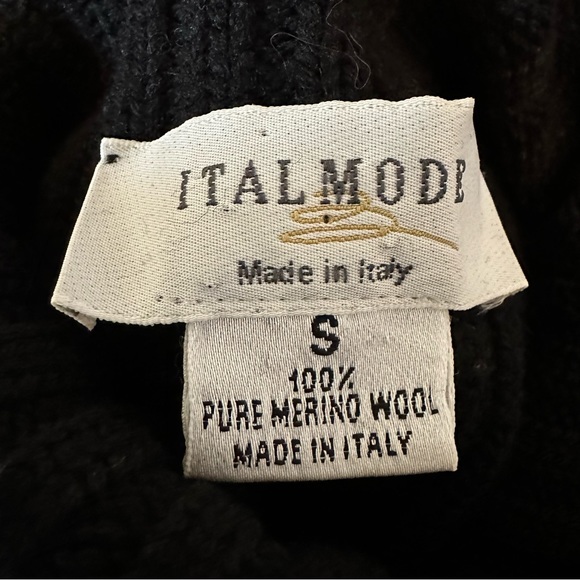 ITALMODE
Made in Italy
S
100%
PURE MERINO WOOL
MADE IN ITALY